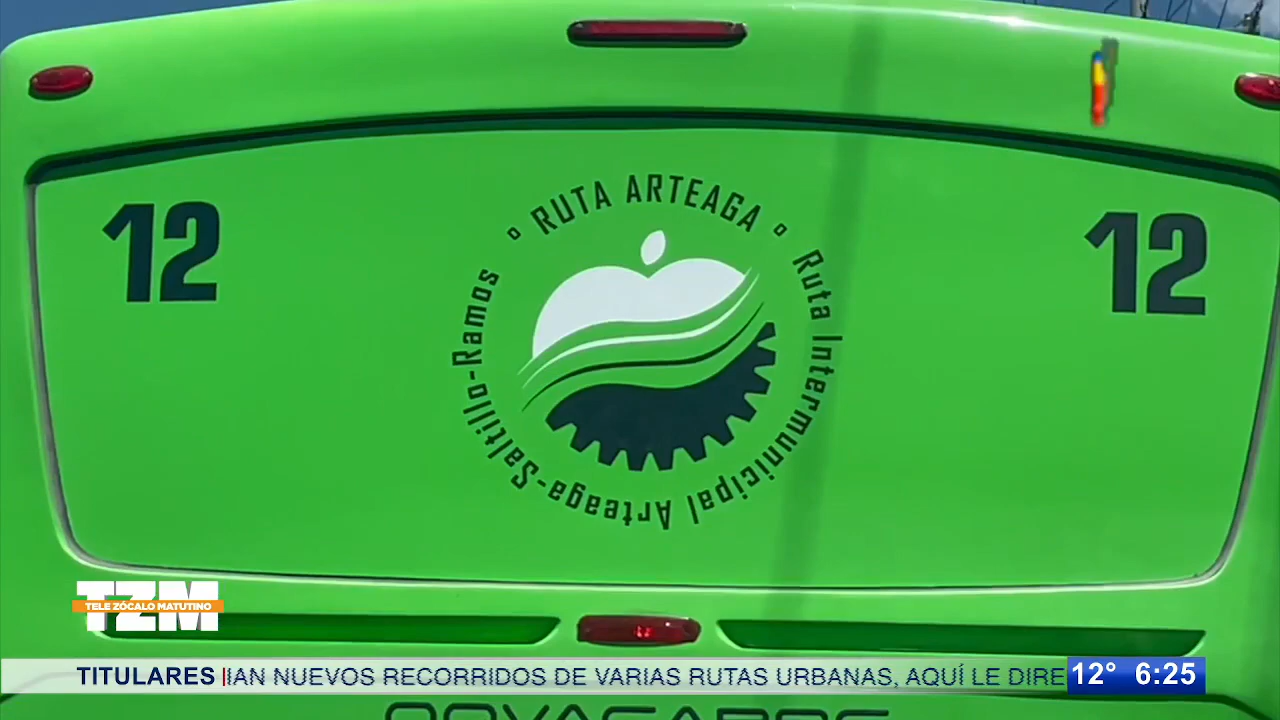 ° RUTA ARTEAGA °
Ruta Intermunicipal Arteaga-Saltillo-Ramos
12
12
TZM
TELE ZÓCALO MATUTINO
TITULARES
IAN NUEVOS RECORRIDOS DE VARIAS RUTAS URBANAS, AQUÍ LE DIRE
12° 6:25